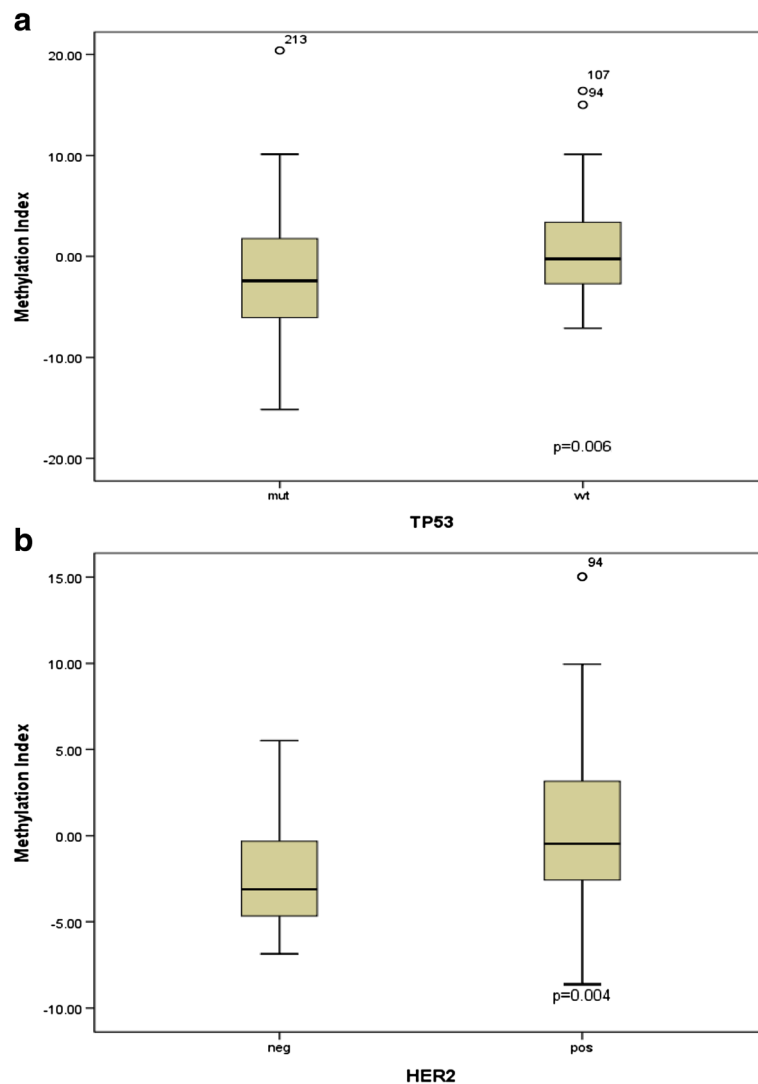 a
213
20.00
107
94
10.00
0.00
-10.00
-20.00
Methylation Index
p=0.006
mut
wt
TP53
b
94
15.00
10.00
5.00
0.00
-5.00
-10.00
Methylation Index
p=0.004
neg
pos
HER2